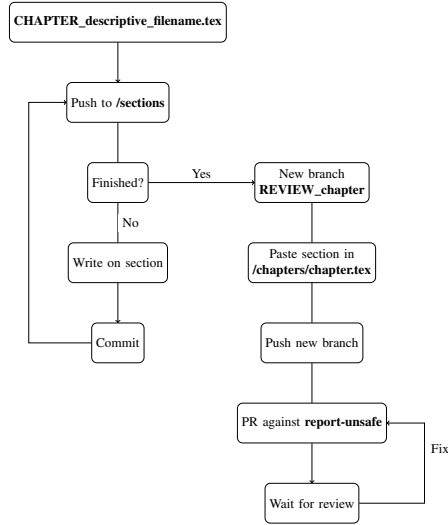 CHAPTER_descriptive_filename.tex
Push to /sections
Finished?
Yes
New branch
REVIEW_chapter
No
Write on section
Paste section in
/chapters/chapter.tex
Commit
Push new branch
PR against report-unsafe
Fix
Wait for review